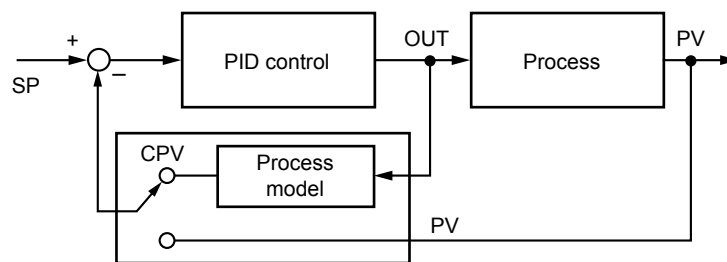 +
OUT
PV
PID control
Process
SP
−
CPV
Process
model
PV